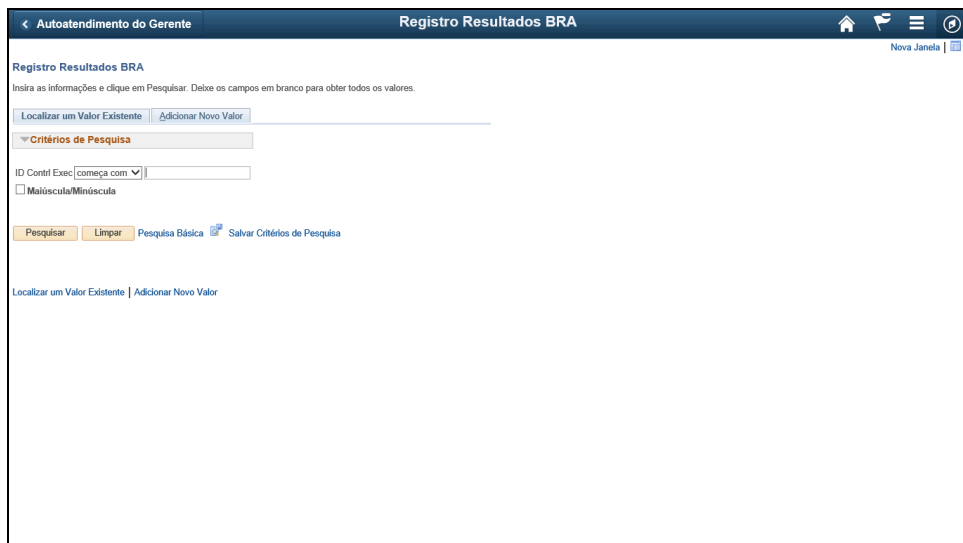 Autoatendimento do Gerente
Registro Resultados BRA
Nova Janela |
Registro Resultados BRA
Insira as informações e clique em Pesquisar. Deixe os campos em branco para obter todos os valores.
Localizar um Valor Existente
Adicionar Novo Valor
Critérios de Pesquisa
ID Contrl Exec começa com
Maiúscula/Minúscula
Pesquisar Limpar Pesquisa Básica Salvar Critérios de Pesquisa
Localizar um Valor Existente | Adicionar Novo Valor